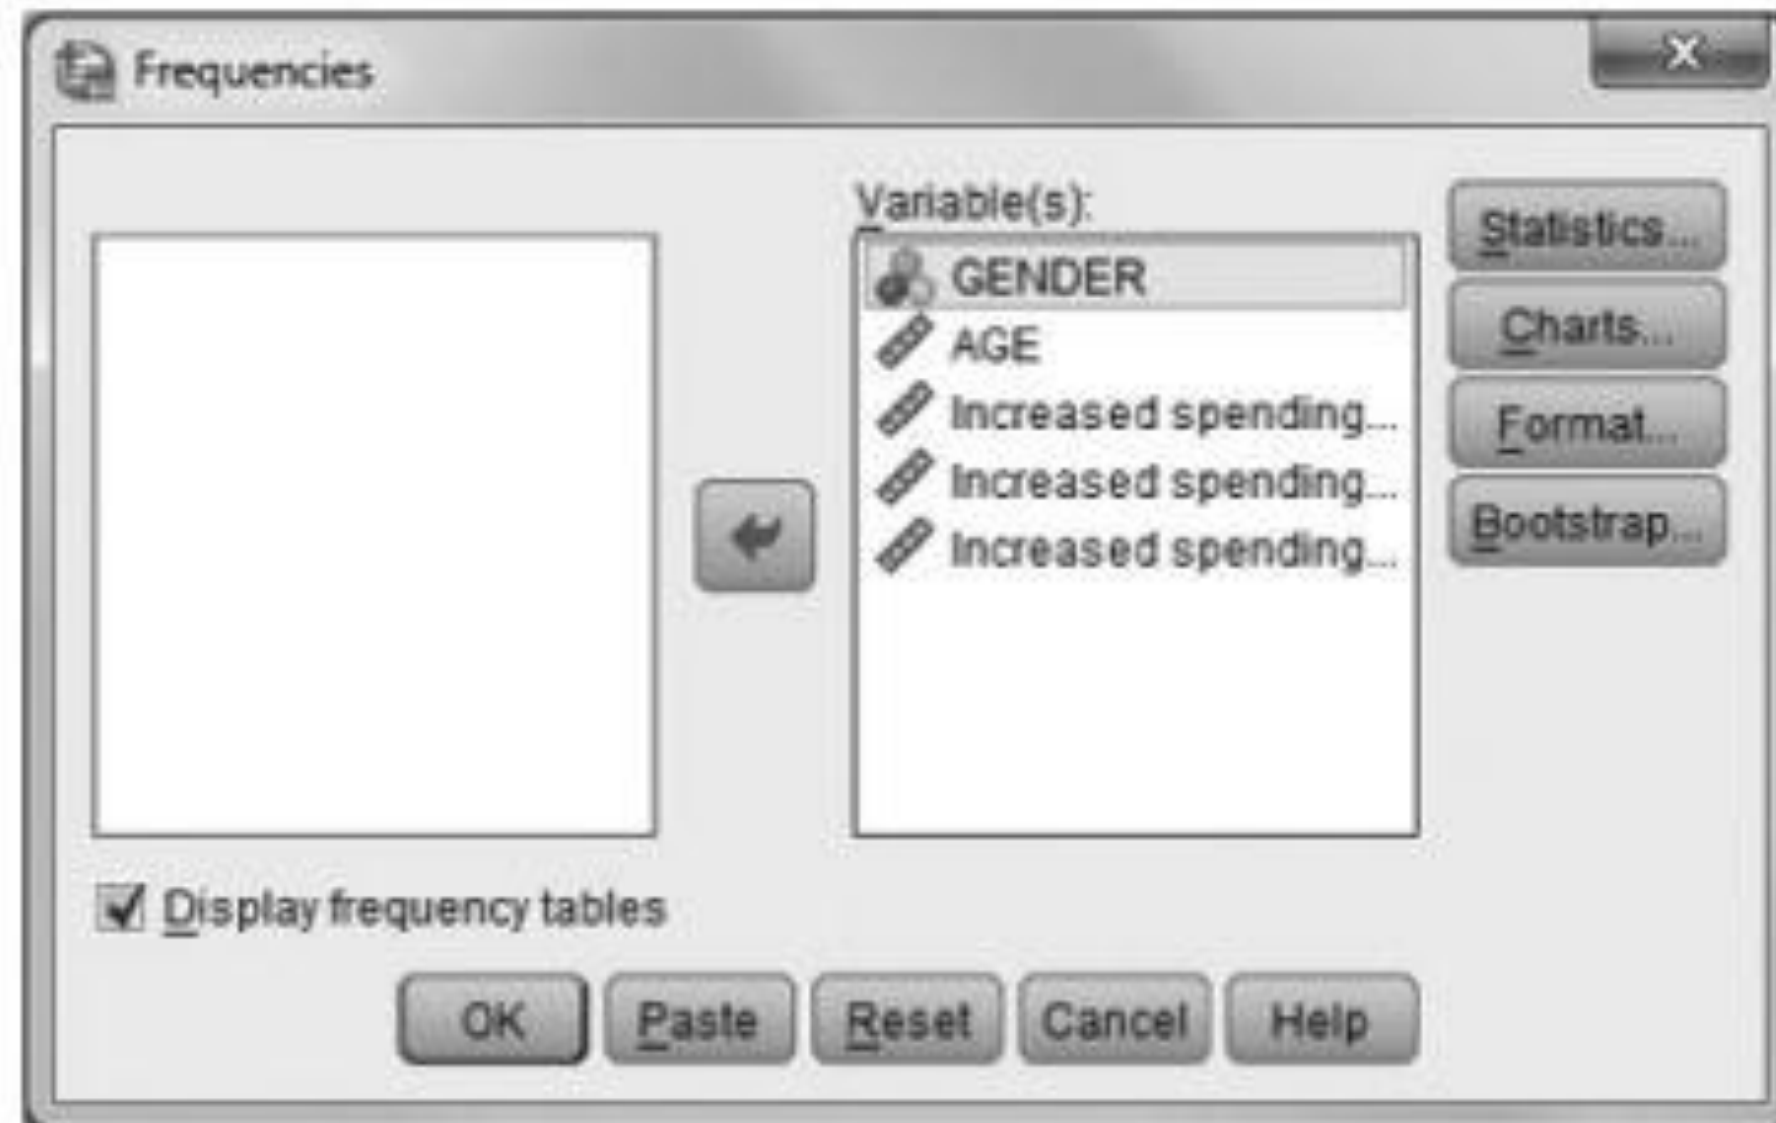 Frequencies
Variable(s):
GENDER
AGE
Increased spending...
Increased spending...
Increased spending...
Statistics...
Charts...
Format...
Bootstrap...
Display frequency tables
OK Paste Reset Cancel Help